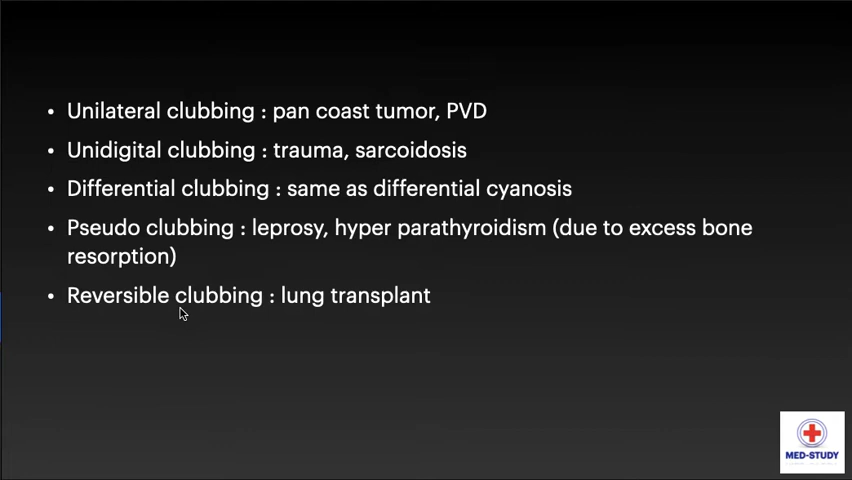 • Unilateral clubbing : pan coast tumor, PVD
• Unidigital clubbing : trauma, sarcoidosis
• Differential clubbing : same as differential cyanosis
• Pseudo clubbing : leprosy, hyper parathyroidism (due to excess bone
resorption)
• Reversible clubbing : lung transplant
MED-STUDY